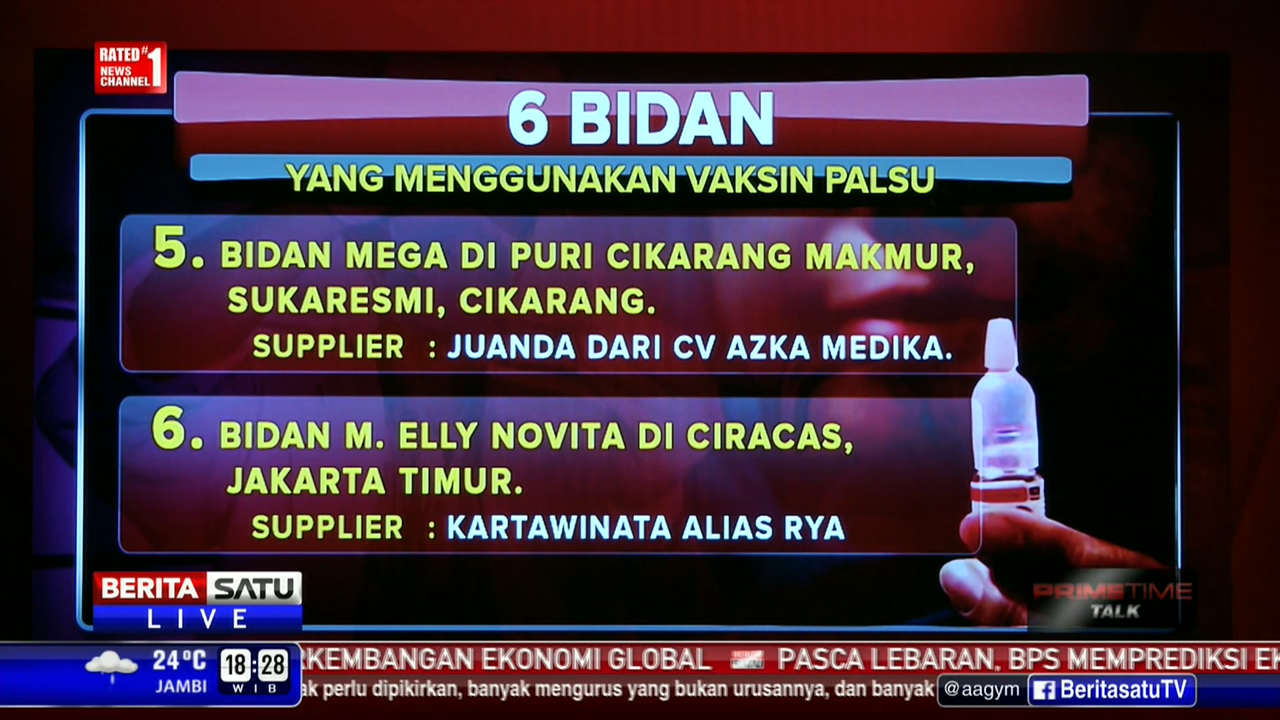 RATED #1
NEWS
CHANNEL
6 BIDAN
YANG MENGGUNAKAN VAKSIN PALSU
5. BIDAN MEGA DI PURI CIKARANG MAKMUR,
SUKARESMI, CIKARANG.
SUPPLIER : JUANDA DARI CV AZKA MEDIKA.
6. BIDAN M. ELLY NOVITA DI CIRACAS,
JAKARTA TIMUR.
SUPPLIER : KARTAWINATA ALIAS RYA
BERITA SATU
LIVE
PRIMETIME
TALK
24°C
JAMBI
18:28
WIB
RKEMBANGAN EKONOMI GLOBAL PASCA LEBARAN, BPS MEMPREDIKSI EK
ak perlu dipikirkan, banyak mengurus yang bukan urusannya, dan banyak
@aagym
BeritasatuTV